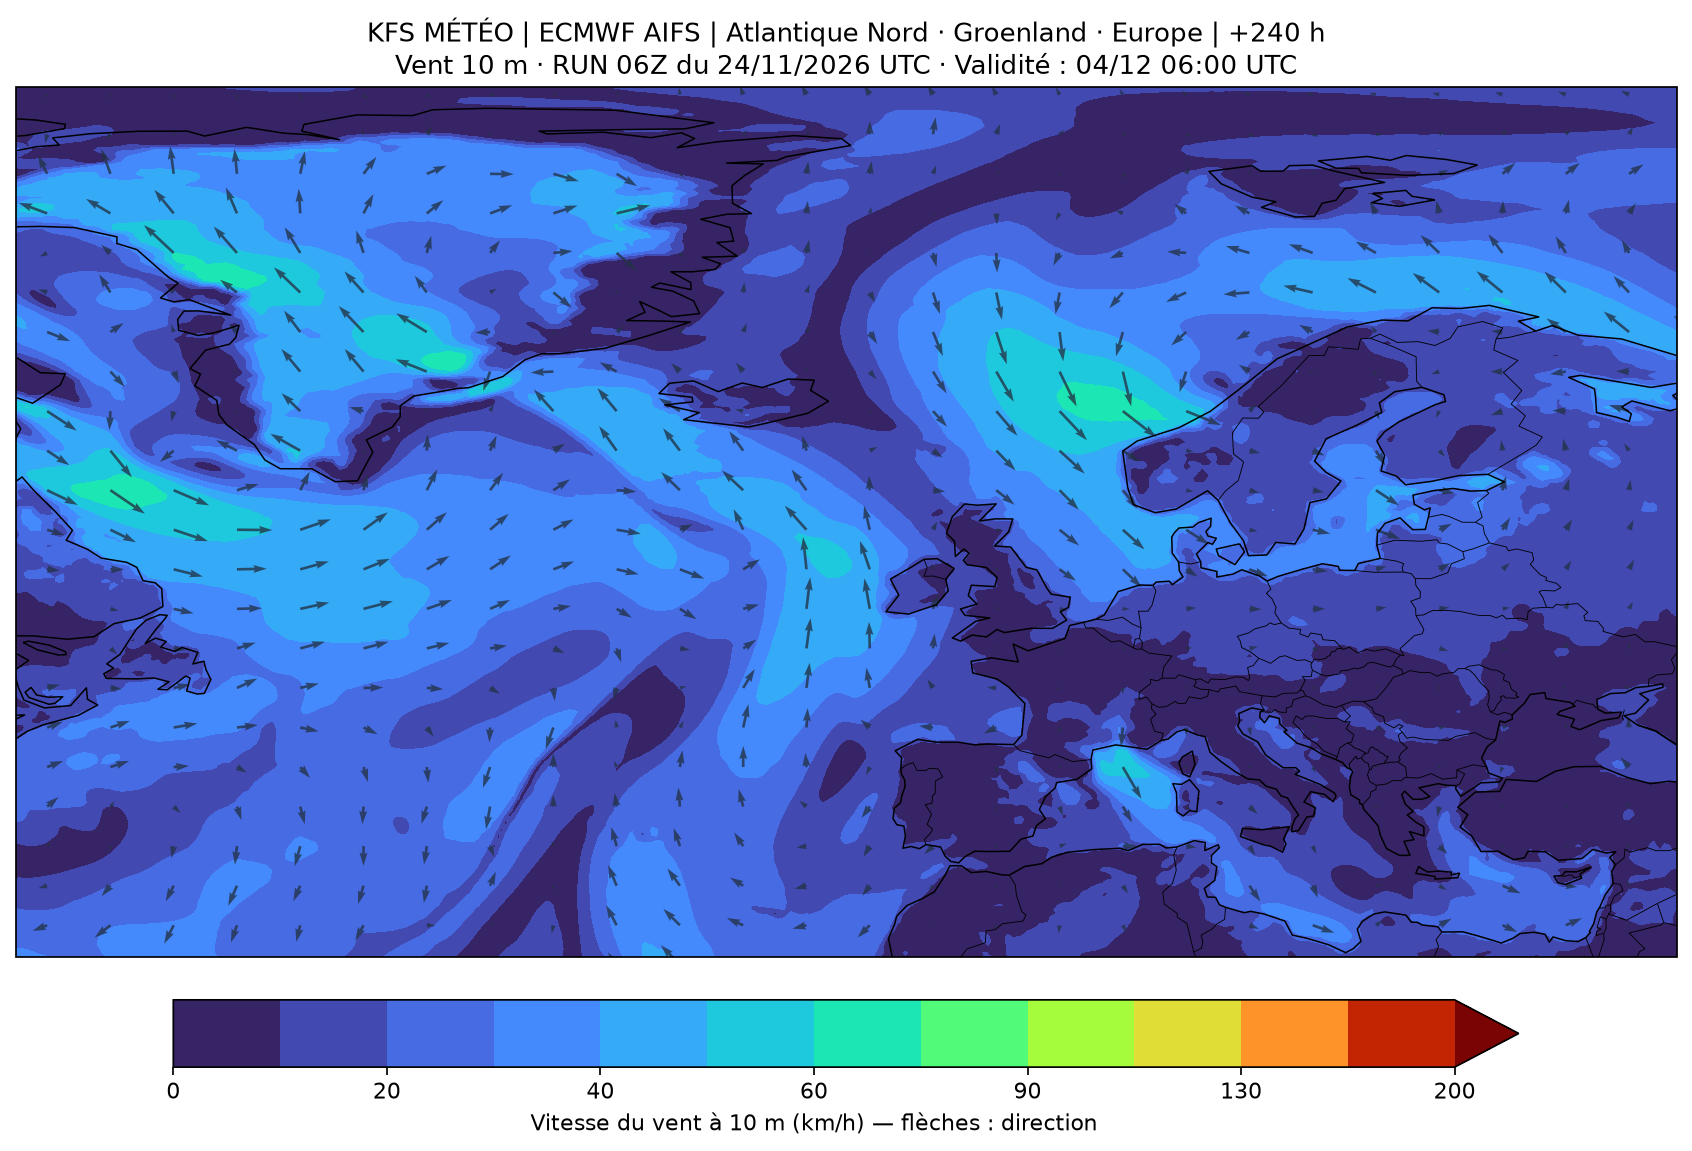 KFS MÉTÉO | ECMWF AIFS | Atlantique Nord · Groenland · Europe | +240 h
Vent 10 m · RUN 06Z du 24/11/2026 UTC · Validité : 04/12 06:00 UTC
0 20 40 60 90 130 200
Vitesse du vent à 10 m (km/h) — flèches : direction